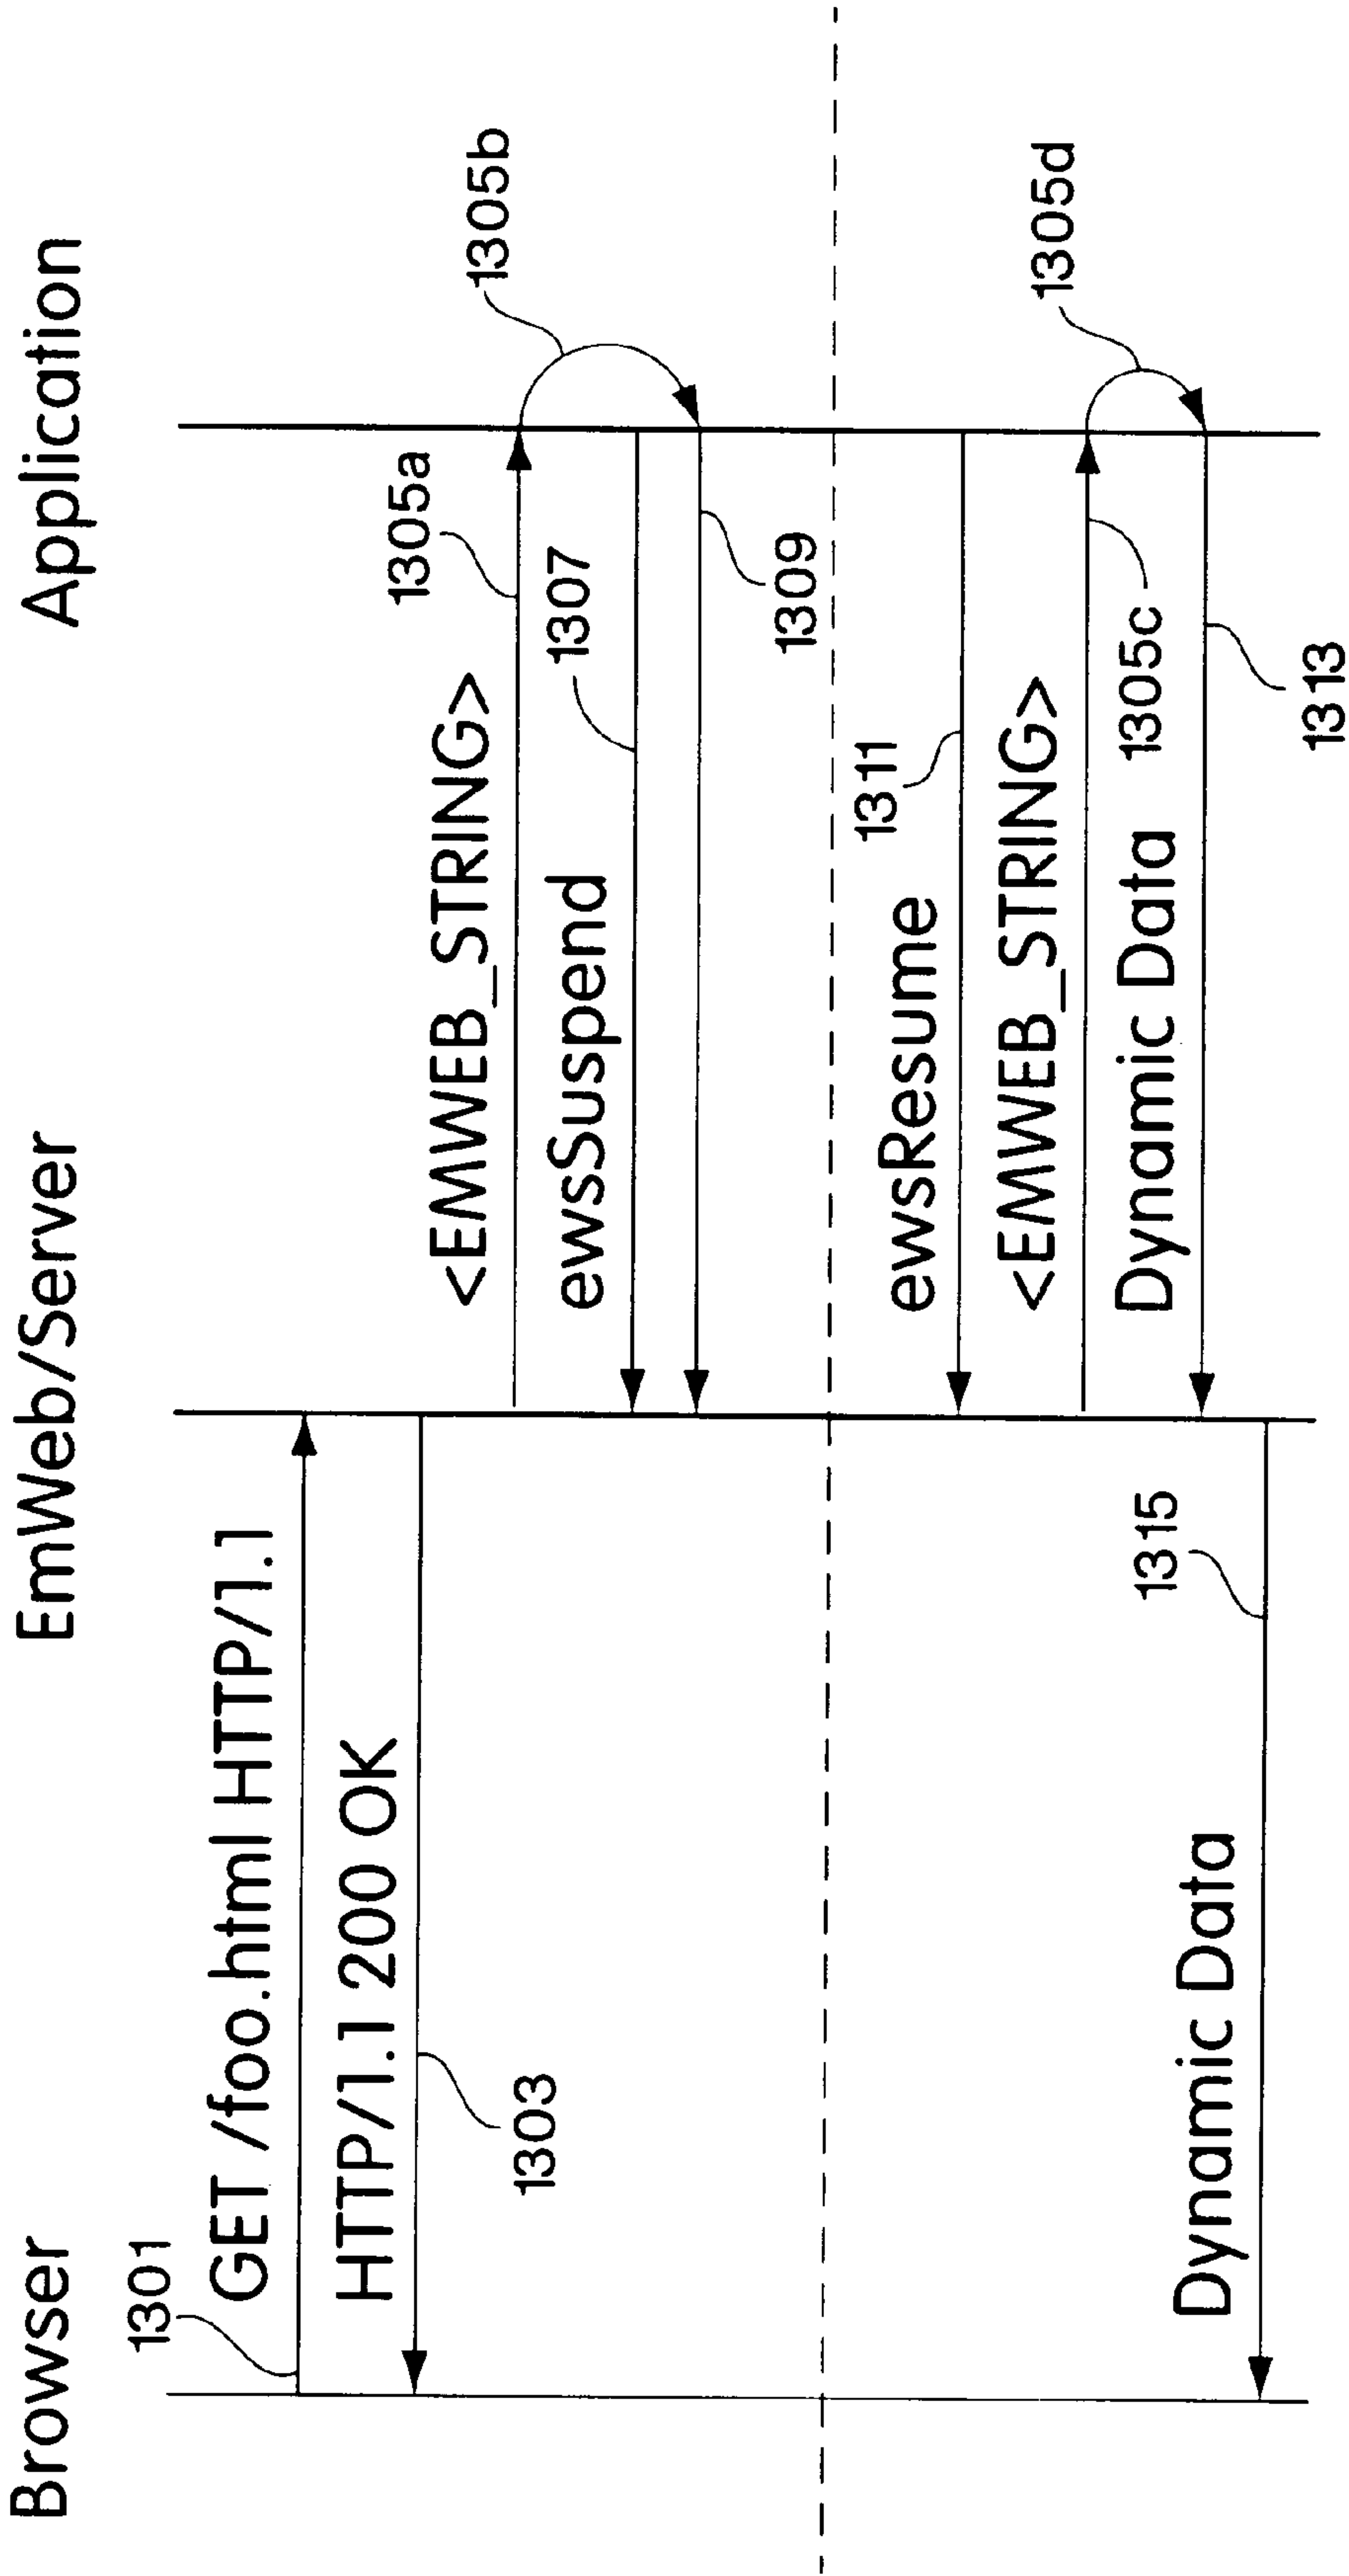 Browser
EmWeb/Server
Application
1301
GET /foo.html HTTP/1.1
HTTP/1.1 200 OK
1303
1305a
<EMWEB_STRING>
1305b
1307
ewsSuspend
1309
1311
ewsResume
<EMWEB_STRING>
1305c
1305d
Dynamic Data
1313
1315
Dynamic Data